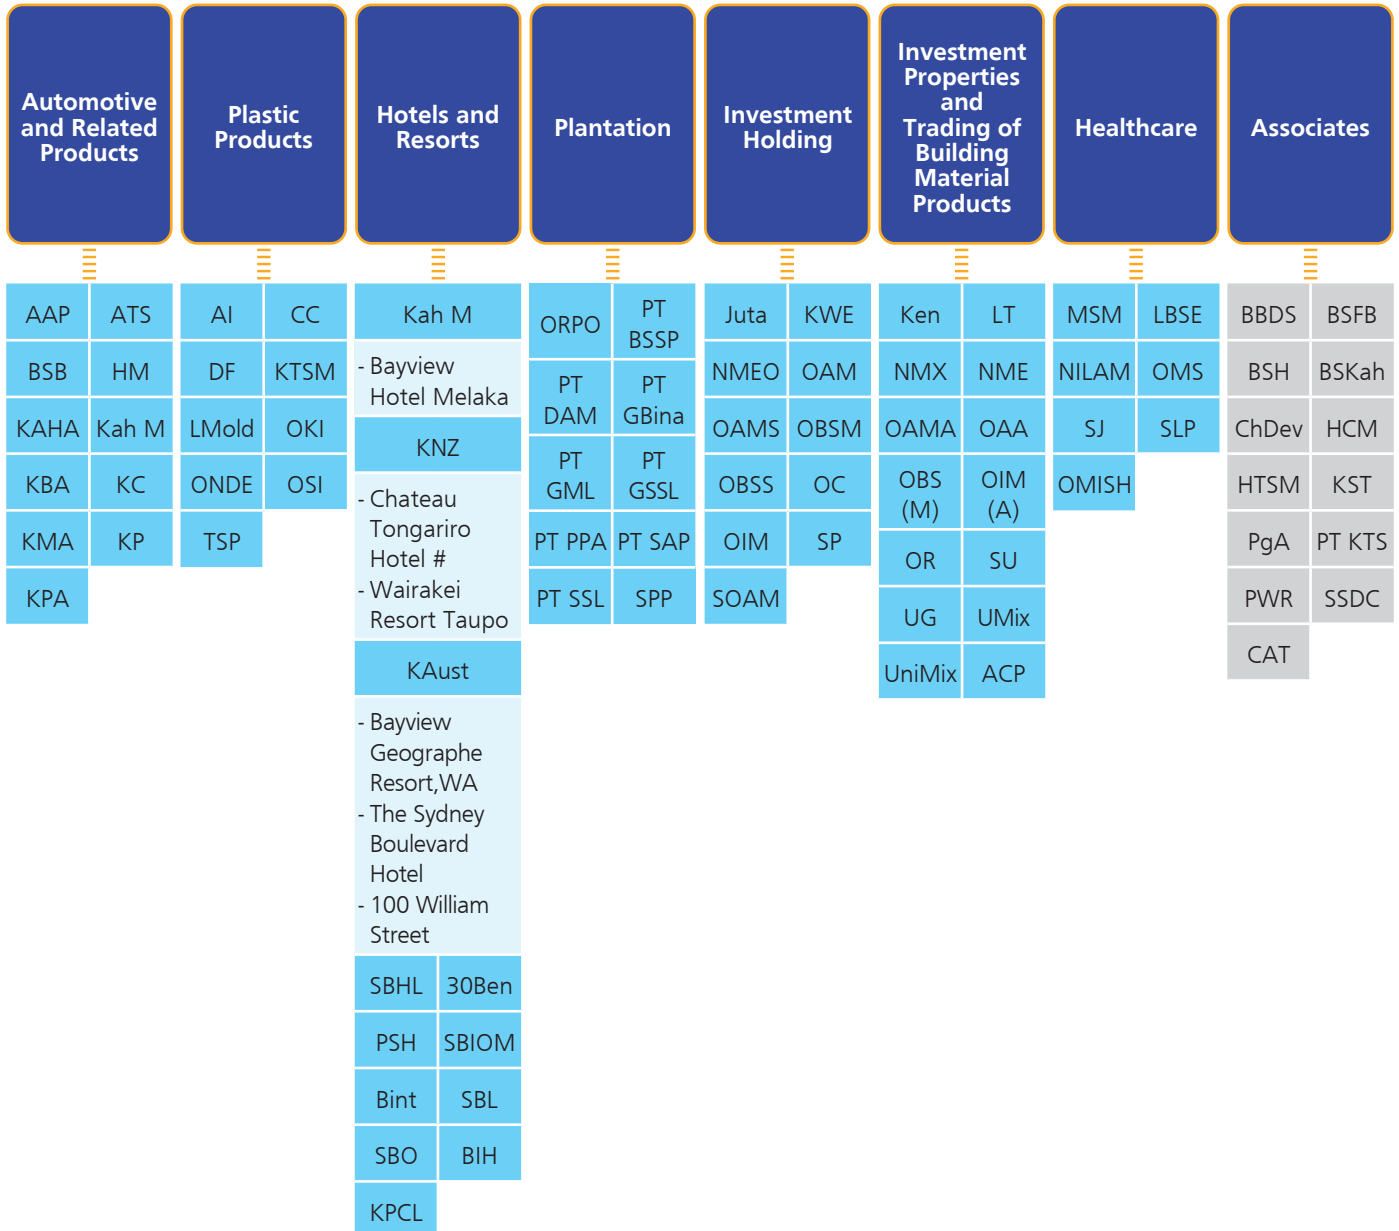 Automotive
and Related
Products
Plastic
Products
Hotels and
Resorts
Plantation
Investment
Holding
Investment
Properties
and
Trading of
Building
Material
Products
Healthcare
Associates
AAP ATS
BSB HM
KAHA Kah M
KBA KC
KMA KP
KPA
AI CC
DF KTSM
LMold OKI
ONDE OSI
TSP
Kah M
- Bayview
Hotel Melaka
KNZ
- Chateau
Tongariro
Hotel #
- Wairakei
Resort Taupo
KAust
- Bayview
Geographe
Resort,WA
- The Sydney
Boulevard
Hotel
- 100 William
Street
SBHL 30Ben
PSH SBIOM
Bint SBL
SBO BIH
KPCL
ORPO
PT
BSSP
PT
DAM
PT
GBina
PT
GML
PT
GSSL
PT PPA PT SAP
PT SSL SPP
Juta KWE
NMEO OAM
OAMS OBSM
OBSS OC
OIM SP
SOAM
Ken LT
NMX NME
OAMA OAA
OBS
(M)
OIM
(A)
OR SU
UG UMix
UniMix ACP
MSM LBSE
NILAM OMS
SJ SLP
OMISH
BBDS BSFB
BSH BSKah
ChDev HCM
HTSM KST
PgA PT KTS
PWR SSDC
CAT